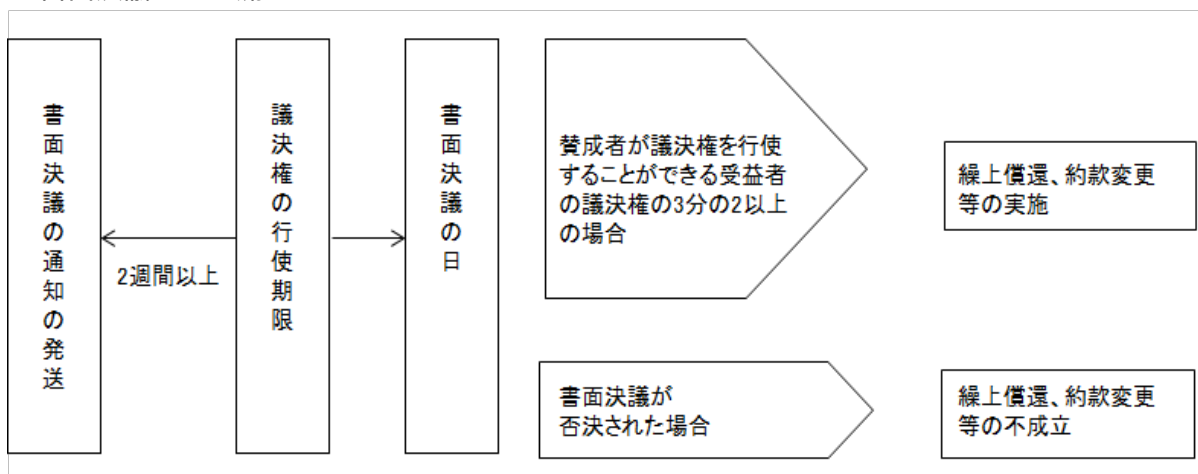 書面決議の通知の発送
2週間以上
議決権の行使期限
書面決議の日
賛成者が議決権を行使
することができる受益者
の議決権の3分の2以上
の場合
繰上償還、約款変更
等の実施
書面決議が
否決された場合
繰上償還、約款変更
等の不成立